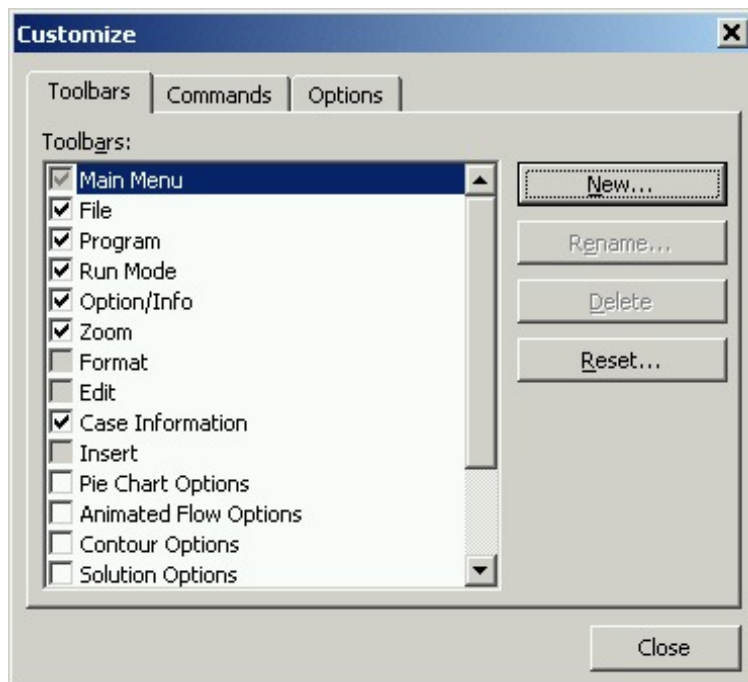 Customize
Toolbars Commands Options
Toolbars:
Main Menu
File
Program
Run Mode
Option/Info
Zoom
Format
Edit
Case Information
Insert
Pie Chart Options
Animated Flow Options
Contour Options
Solution Options
New...
Rename...
Delete
Reset...
Close